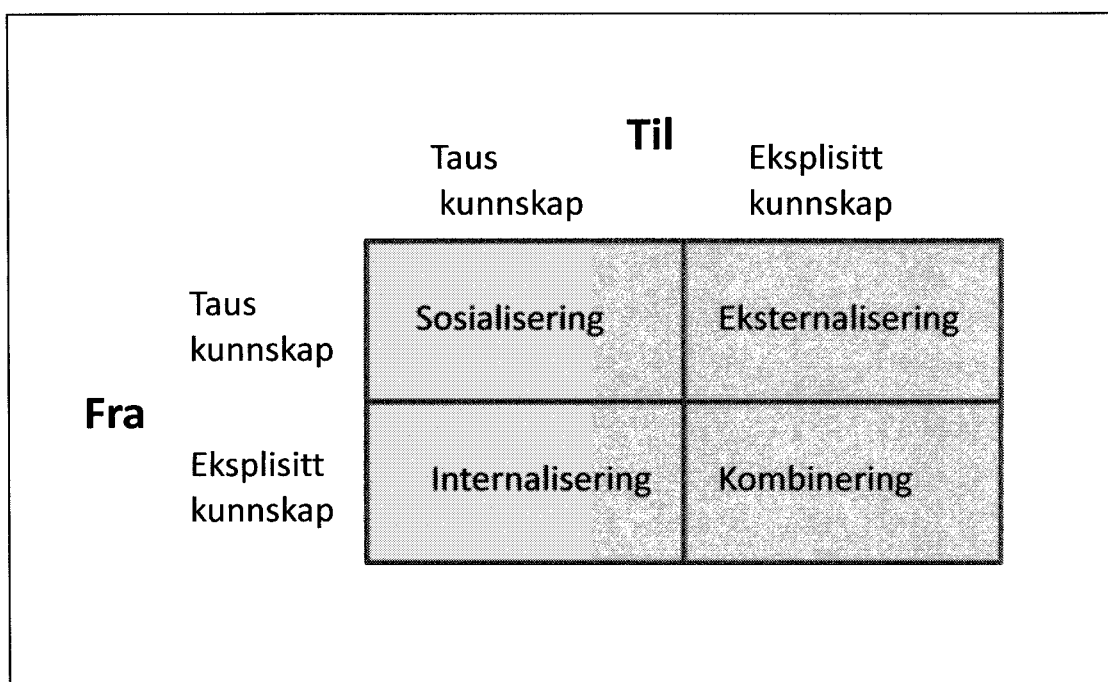 Til
Taus
kunnskap
Eksplisitt
kunnskap
Taus
kunnskap
Sosialisering
Eksternalisering
Fra
Eksplisitt
kunnskap
Internalisering
Kombinering